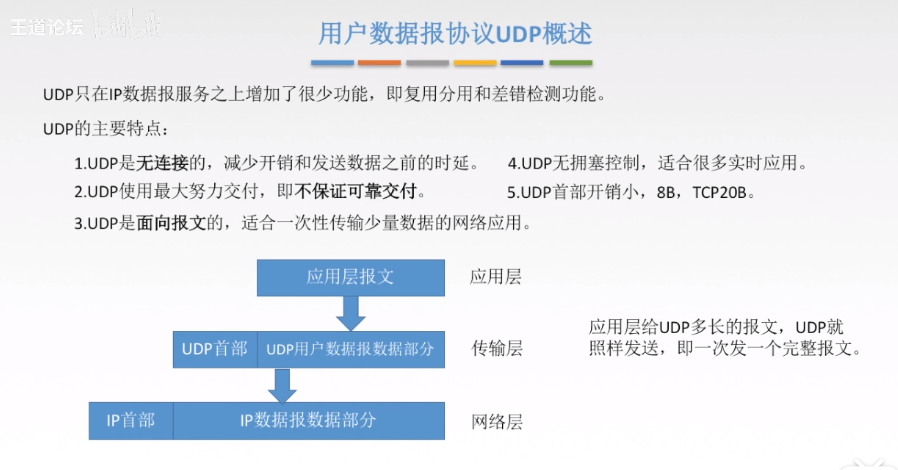 王道论坛
用户数据报协议UDP概述
UDP只在IP数据报服务之上增加了很少功能，即复用分用和差错检测功能。
UDP的主要特点：
1.UDP是无连接的，减少开销和发送数据之前的时延。
4.UDP无拥塞控制，适合很多实时应用。
2.UDP使用最大努力交付，即不保证可靠交付。
5.UDP首部开销小，8B，TCP20B。
3.UDP是面向报文的，适合一次性传输少量数据的网络应用。
应用层报文
应用层
UDP首部
UDP用户数据报数据部分
传输层
应用层给UDP多长的报文，UDP就
照样发送，即一次发一个完整报文。
IP首部
IP数据报数据部分
网络层